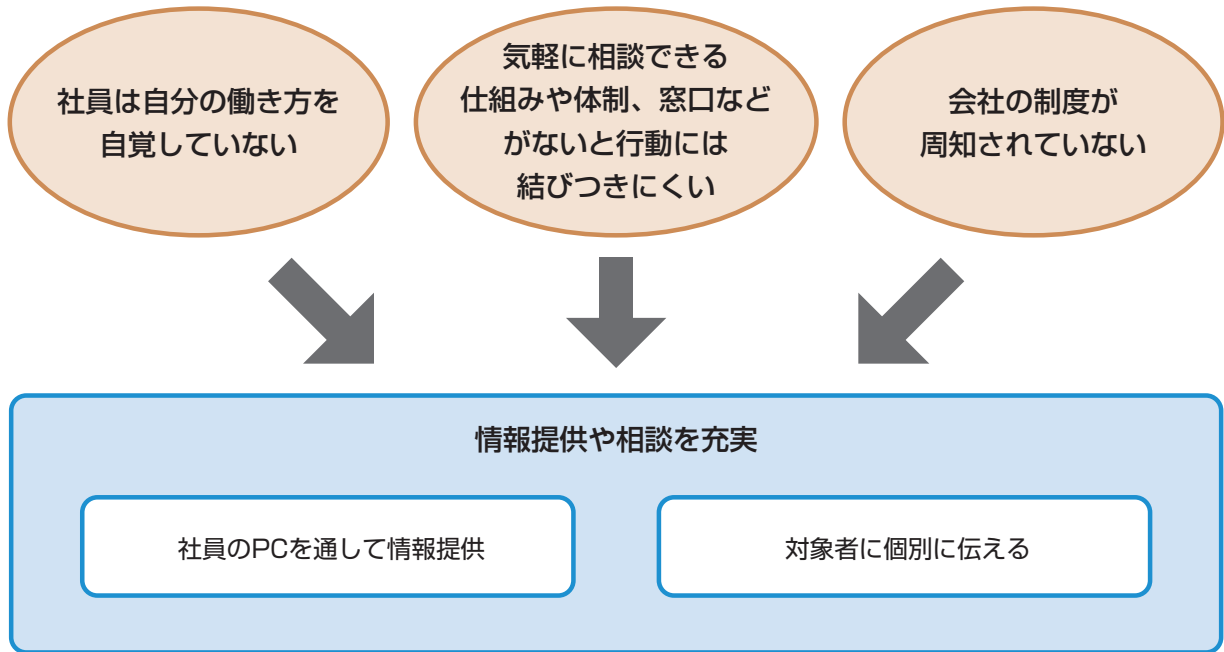 社員は自分の働き方を
自覚していない
気軽に相談できる
仕組みや体制、窓口など
がないと行動には
結びつきにくい
会社の制度が
周知されていない
情報提供や相談を充実
社員のPCを通して情報提供
対象者に個別に伝える